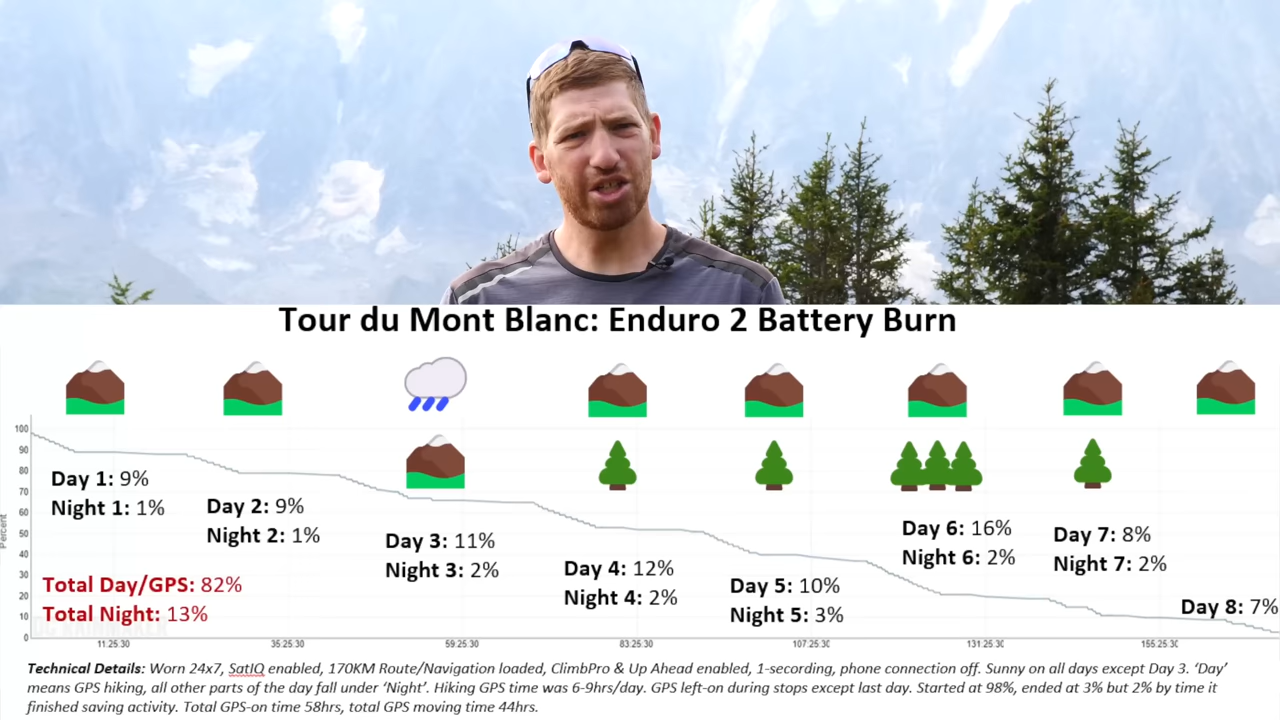 Tour du Mont Blanc: Enduro 2 Battery Burn
100
90
80
70
60
50
40
30
20
10
0
Percent
Day 1: 9%
Night 1: 1%
Day 2: 9%
Night 2: 1%
Day 3: 11%
Night 3: 2%
Day 4: 12%
Night 4: 2%
Day 5: 10%
Night 5: 3%
Day 6: 16%
Night 6: 2%
Day 7: 8%
Night 7: 2%
Day 8: 7%
Total Day/GPS: 82%
Total Night: 13%
DC RAINMAKER
11:25:30
35:25:30
59:25:30
83:25:30
107:25:30
131:25:30
155:25:30
Technical Details: Worn 24x7, SatIQ enabled, 170KM Route/Navigation loaded, ClimbPro & Up Ahead enabled, 1-secording, phone connection off. Sunny on all days except Day 3. ‘Day’
means GPS hiking, all other parts of the day fall under ‘Night’. Hiking GPS time was 6-9hrs/day. GPS left-on during stops except last day. Started at 98%, ended at 3% but 2% by time it
finished saving activity. Total GPS-on time 58hrs, total GPS moving time 44hrs.